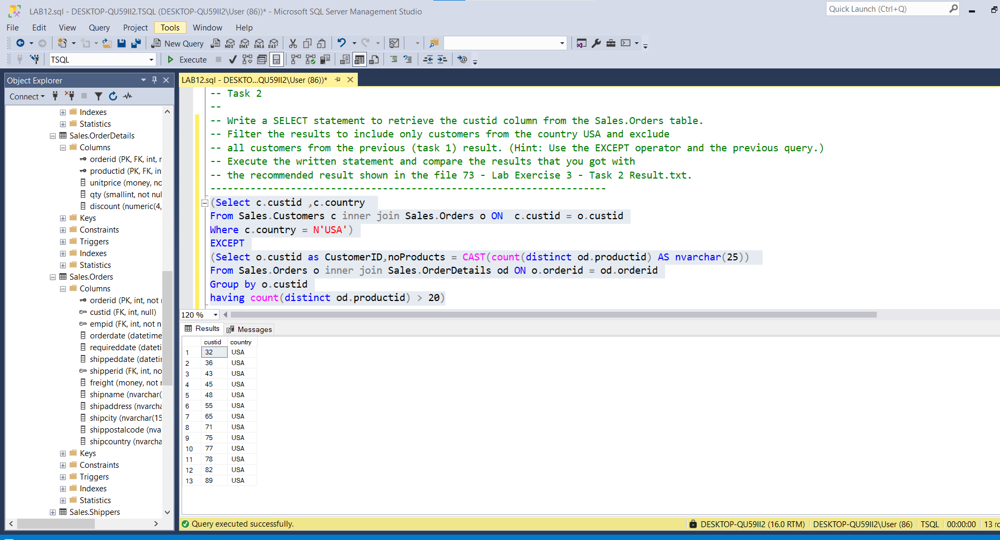 LAB12.sql - DESKTOP-QU59II2.TSQL (DESKTOP-QU59II2\User (86))* - Microsoft SQL Server Management Studio
Quick Launch (Ctrl+Q)
File Edit View Query Project Tools Window Help
New Query MDX DMX XMLA DAX
TSQL Execute
Object Explorer
Connect
Indexes
Statistics
Sales.OrderDetails
Columns
orderid (PK, FK, int, r
productid (PK, FK, in
unitprice (money, no
qty (smallint, not nul
discount (numeric(4,
Keys
Constraints
Triggers
Indexes
Statistics
Sales.Orders
Columns
orderid (PK, int, not
custid (FK, int, null)
empid (FK, int, not n
orderdate (datetime
requireddate (dateti
shippeddate (datetin
shipperid (FK, int, no
freight (money, not
shipname (nvarchar(
shipaddress (nvarcha
shipcity (nvarchar(15
shippostalcode (nva
shipcountry (nvarcha
Keys
Constraints
Triggers
Indexes
Statistics
Sales.Shippers
LAB12.sql - DESKTO...QU59II2\User (86))*
-- Task 2
--
-- Write a SELECT statement to retrieve the custid column from the Sales.Orders table.
-- Filter the results to include only customers from the country USA and exclude
-- all customers from the previous (task 1) result. (Hint: Use the EXCEPT operator and the previous query.)
-- Execute the written statement and compare the results that you got with
-- the recommended result shown in the file 73 - Lab Exercise 3 - Task 2 Result.txt.
---------------------------------------------------------------------
(Select c.custid ,c.country
From Sales.Customers c inner join Sales.Orders o ON  c.custid = o.custid
Where c.country = N'USA')
EXCEPT
(Select o.custid as CustomerID,noProducts = CAST(count(distinct od.productid) AS nvarchar(25))
From Sales.Orders o inner join Sales.OrderDetails od ON o.orderid = od.orderid
Group by o.custid
having count(distinct od.productid) > 20)
120 %
Results Messages
custid country
1 32 USA
2 36 USA
3 43 USA
4 45 USA
5 48 USA
6 55 USA
7 65 USA
8 71 USA
9 75 USA
10 77 USA
11 78 USA
12 82 USA
13 89 USA
Query executed successfully. DESKTOP-QU59II2 (16.0 RTM) DESKTOP-QU59II2\User (86) TSQL 00:00:00 13 ro